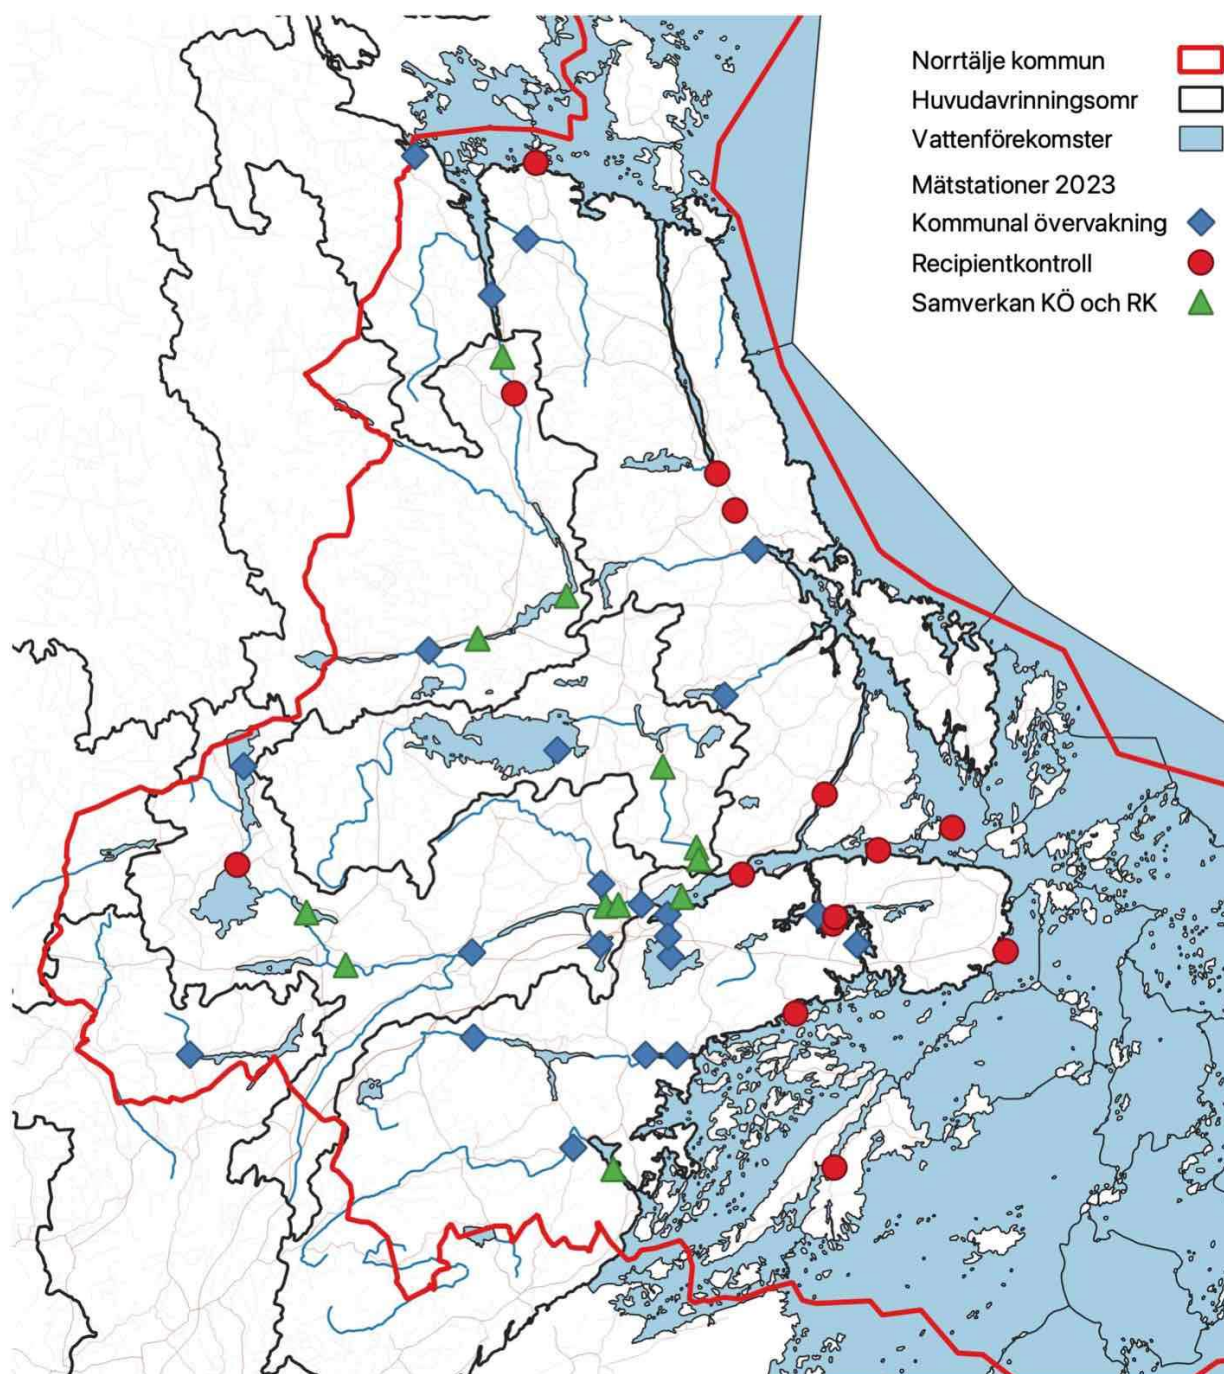 Norrtälje kommun
Huvudavrinningsomr
Vattenförekomster
Mätstationer 2023
Kommunal övervakning
Recipientkontroll
Samverkan KÖ och RK